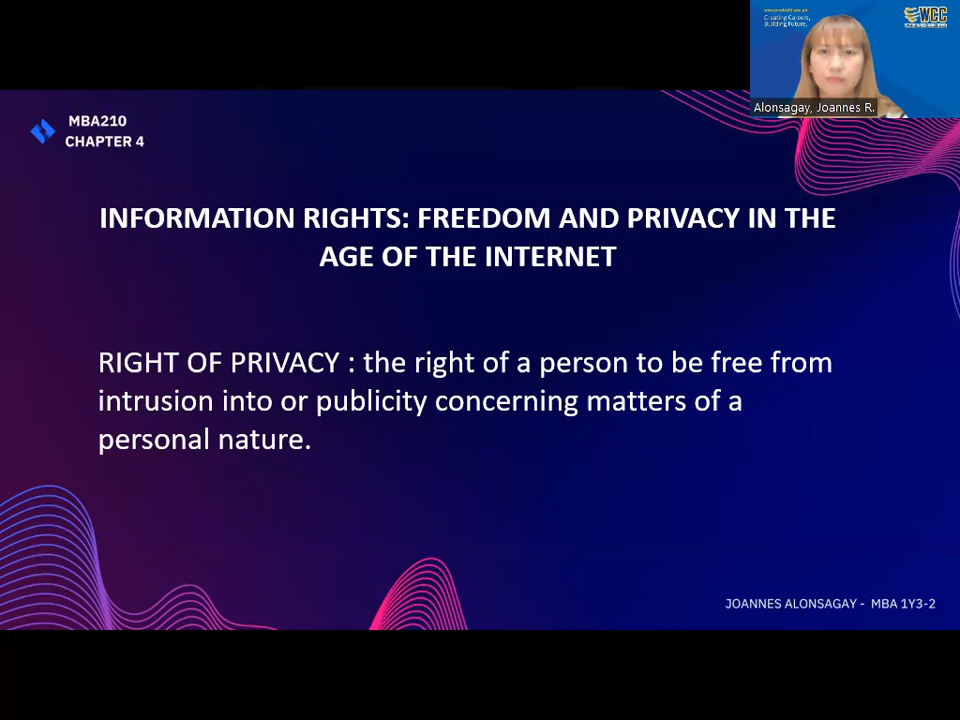 Creating Careers,
Building Future.
WCC
Alonsagay, Joannes R.
MBA210
CHAPTER 4
INFORMATION RIGHTS: FREEDOM AND PRIVACY IN THE
AGE OF THE INTERNET
RIGHT OF PRIVACY : the right of a person to be free from
intrusion into or publicity concerning matters of a
personal nature.
JOANNES ALONSAGAY - MBA 1Y3-2